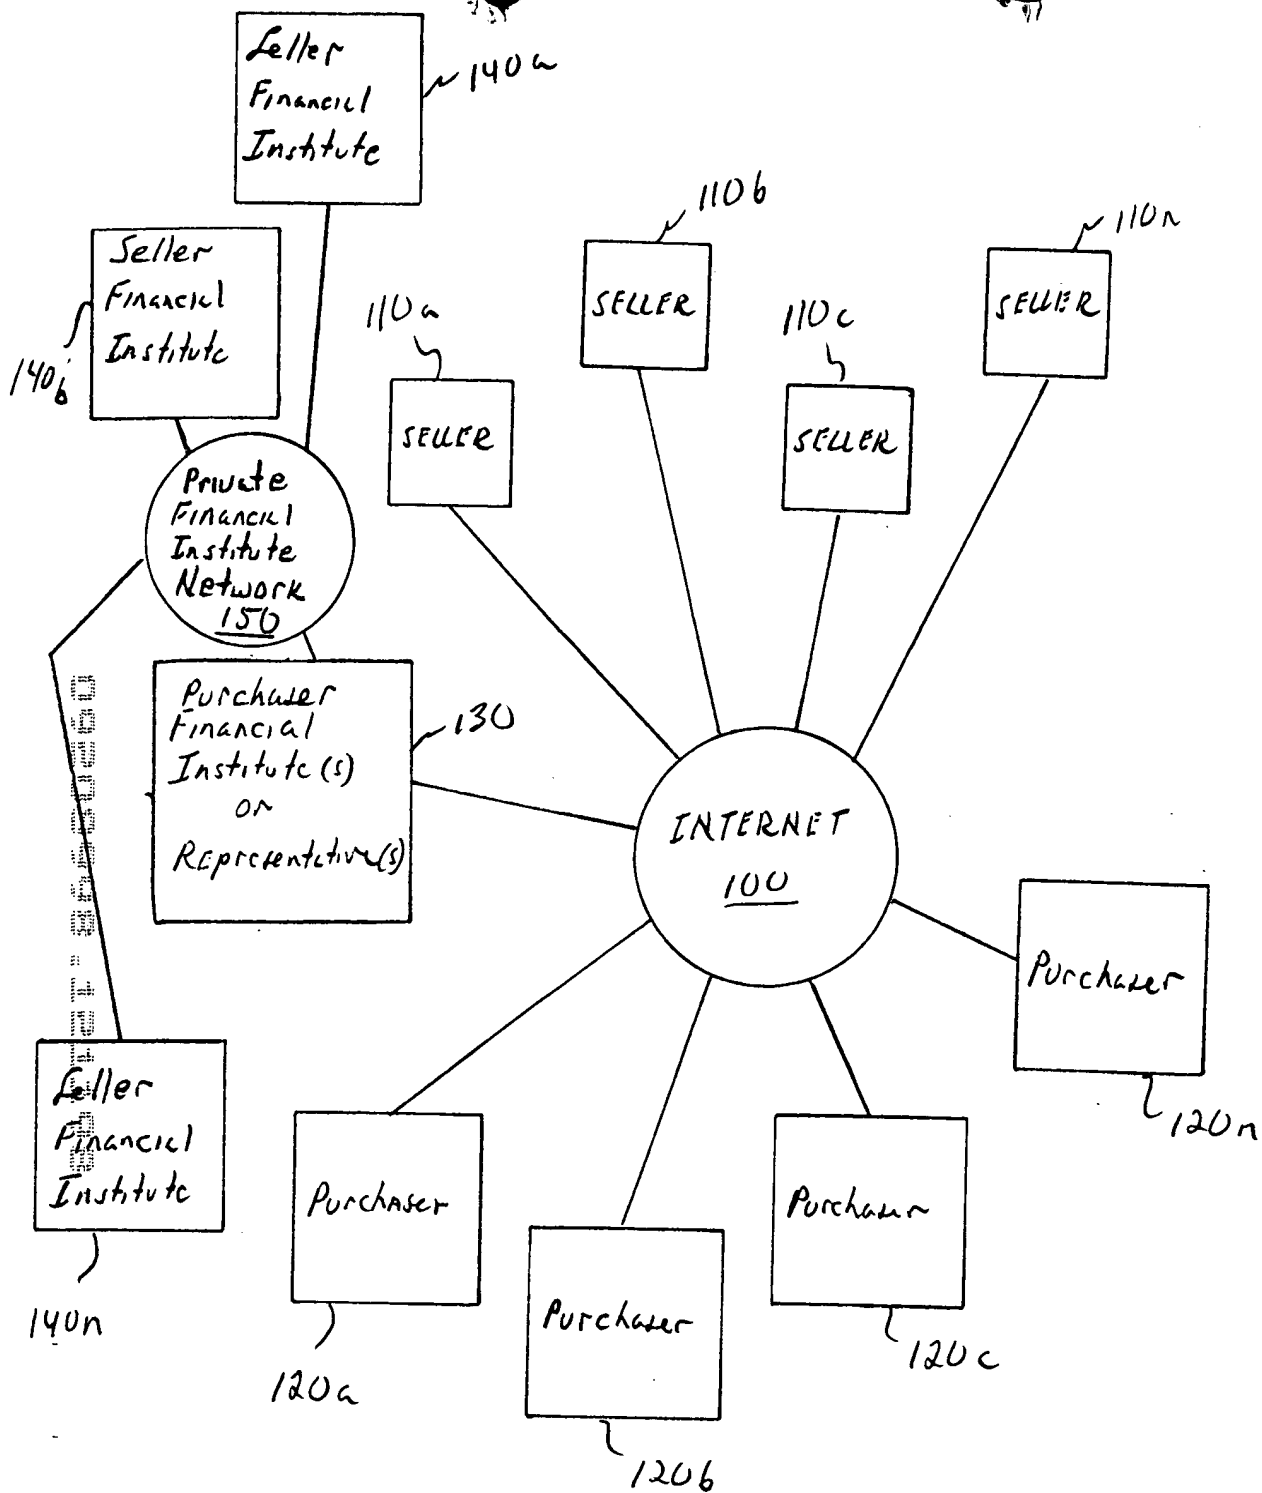 Seller
Financial
Institute
140a
Seller
Financial
Institute
140b
110a
SELLER
110b
SELLER
110c
SELLER
110n
SELLER
Private
Financial
Institute
Network
150
Purchaser
Financial
Institute(s)
or
Representative(s)
130
INTERNET
100
Purchaser
120n
Seller
Financial
Institute
140n
Purchaser
120a
Purchaser
120b
Purchaser
120c